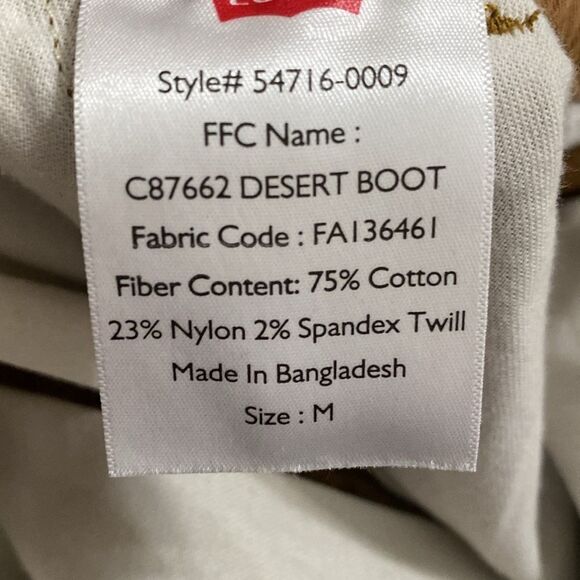 Style# 54716-0009
FFC Name :
C87662 DESERT BOOT
Fabric Code : FA136461
Fiber Content: 75% Cotton
23% Nylon 2% Spandex Twill
Made In Bangladesh
Size : M